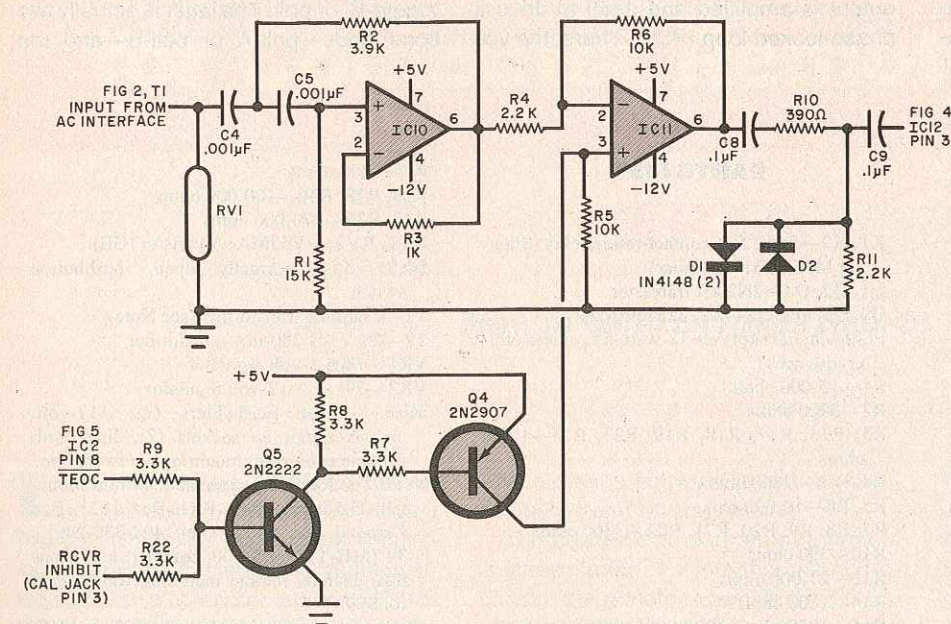 R2
3.9K
R6
10K
FIG 2, T1
INPUT FROM
AC INTERFACE
C4
.001µF
C5
.001µF
+5V
7
3
+
2
−
IC10
6
4
−12V
R4
2.2K
+5V
7
−
2
3
+
IC11
6
4
−12V
C8
.1µF
R10
390Ω
C9
.1µF
FIG 4
IC12
PIN 3
RV1
R1
15K
R3
1K
R5
10K
D1
1N4148 (2)
D2
R11
2.2K
+5V
R8
3.3K
R7
3.3K
Q4
2N2907
FIG 5
IC2
PIN 8
TEOC
R9
3.3K
Q5
2N2222
RCVR
INHIBIT
(CAL JACK
PIN 3)
R22
3.3K